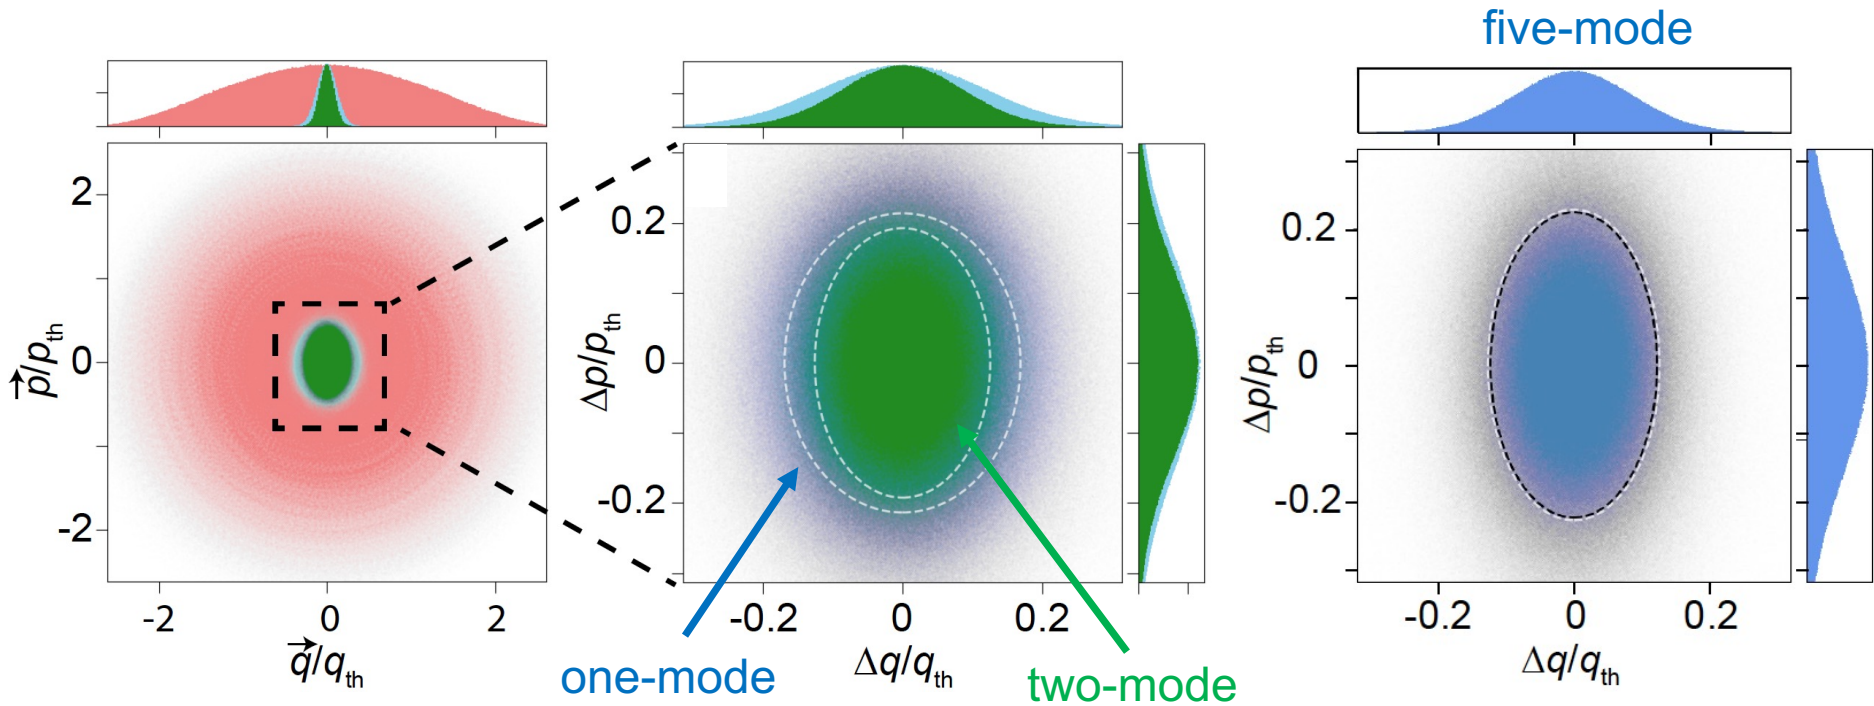 five-mode
2
0
-2
p⃗/p_th
-2 0 2
q⃗/q_th
0.2
0
-0.2
Δp/p_th
-0.2 0 0.2
Δq/q_th
one-mode
two-mode
0.2
0
-0.2
Δp/p_th
-0.2 0 0.2
Δq/q_th